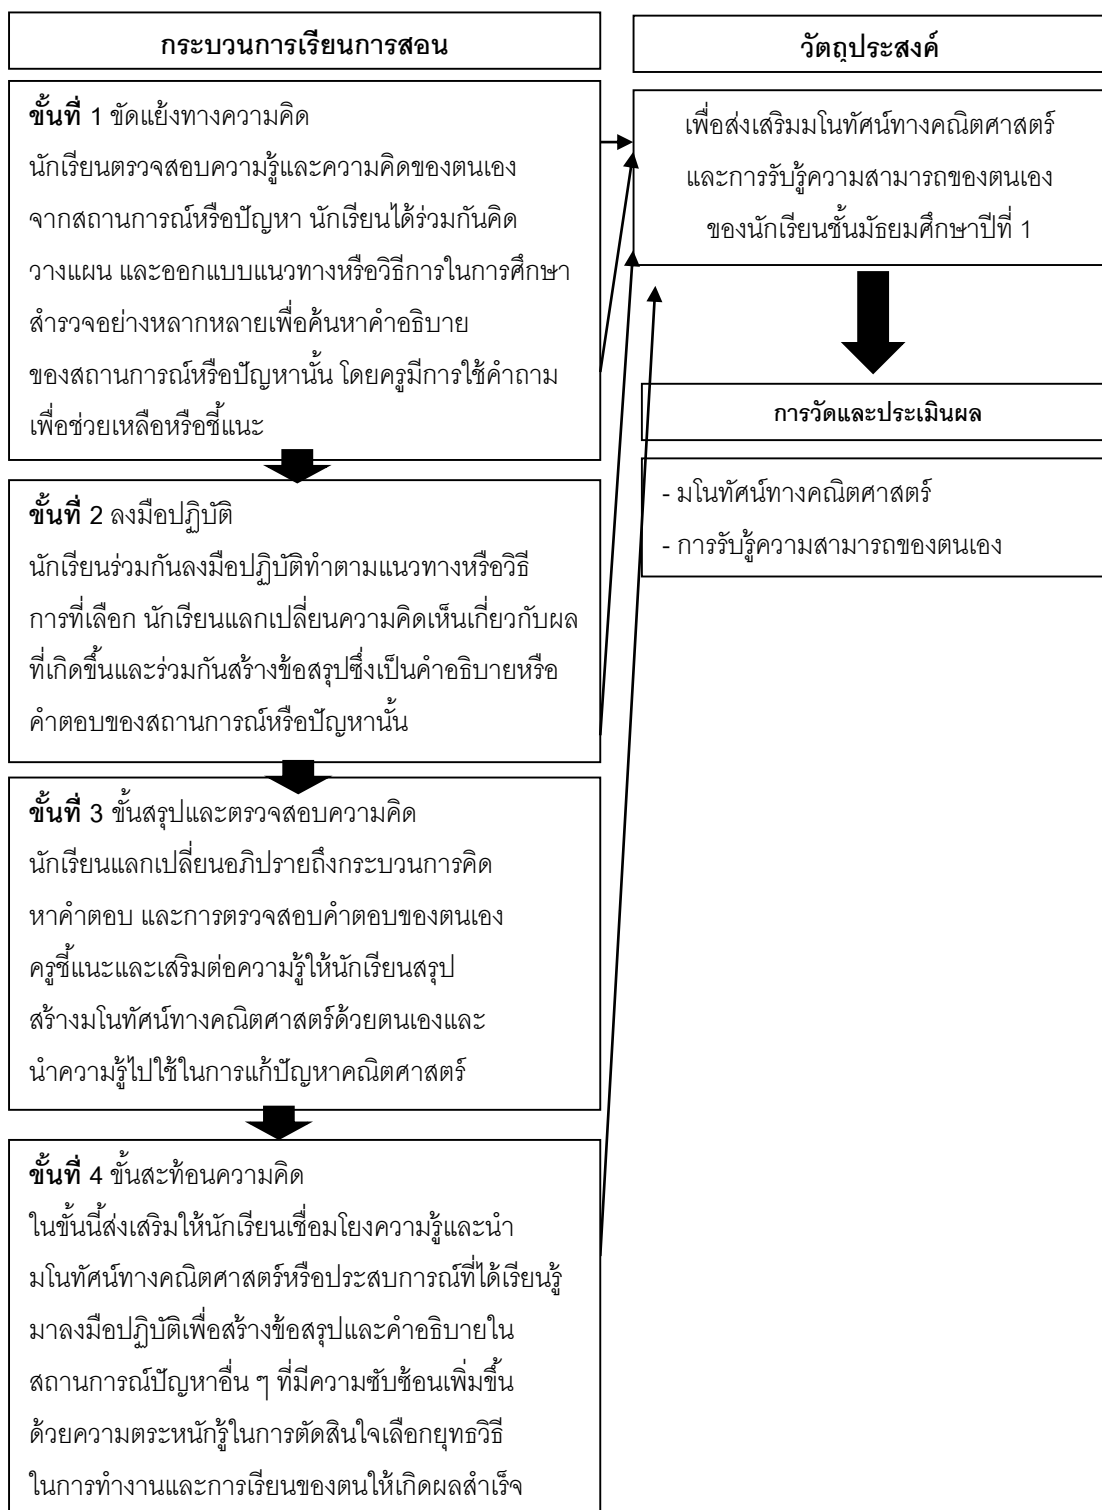 กระบวนการเรียนการสอน
ขั้นที่ 1 ขัดแย้งทางความคิด
นักเรียนตรวจสอบความรู้และความคิดของตนเอง
จากสถานการณ์หรือปัญหา นักเรียนได้ร่วมกันคิด
วางแผน และออกแบบแนวทางหรือวิธีการในการศึกษา
สำรวจอย่างหลากหลายเพื่อค้นหาคำอธิบาย
ของสถานการณ์หรือปัญหานั้น โดยครูมีการใช้คำถาม
เพื่อช่วยเหลือหรือชี้แนะ
ขั้นที่ 2 ลงมือปฏิบัติ
นักเรียนร่วมกันลงมือปฏิบัติทำตามแนวทางหรือวิธี
การที่เลือก นักเรียนแลกเปลี่ยนความคิดเห็นเกี่ยวกับผล
ที่เกิดขึ้นและร่วมกันสร้างข้อสรุปซึ่งเป็นคำอธิบายหรือ
คำตอบของสถานการณ์หรือปัญหานั้น
ขั้นที่ 3 ขั้นสรุปและตรวจสอบความคิด
นักเรียนแลกเปลี่ยนอภิปรายถึงกระบวนการคิด
หาคำตอบ และการตรวจสอบคำตอบของตนเอง
ครูชี้แนะและเสริมต่อความรู้ให้นักเรียนสรุป
สร้างมโนทัศน์ทางคณิตศาสตร์ด้วยตนเองและ
นำความรู้ไปใช้ในการแก้ปัญหาคณิตศาสตร์
ขั้นที่ 4 ขั้นสะท้อนความคิด
ในขั้นนี้ส่งเสริมให้นักเรียนเชื่อมโยงความรู้และนำ
มโนทัศน์ทางคณิตศาสตร์หรือประสบการณ์ที่ได้เรียนรู้
มาลงมือปฏิบัติเพื่อสร้างข้อสรุปและคำอธิบายใน
สถานการณ์ปัญหาอื่น ๆ ที่มีความซับซ้อนเพิ่มขึ้น
ด้วยความตระหนักรู้ในการตัดสินใจเลือกยุทธวิธี
ในการทำงานและการเรียนของตนให้เกิดผลสำเร็จ
วัตถุประสงค์
เพื่อส่งเสริมมโนทัศน์ทางคณิตศาสตร์
และการรับรู้ความสามารถของตนเอง
ของนักเรียนชั้นมัธยมศึกษาปีที่ 1
การวัดและประเมินผล
- มโนทัศน์ทางคณิตศาสตร์
- การรับรู้ความสามารถของตนเอง